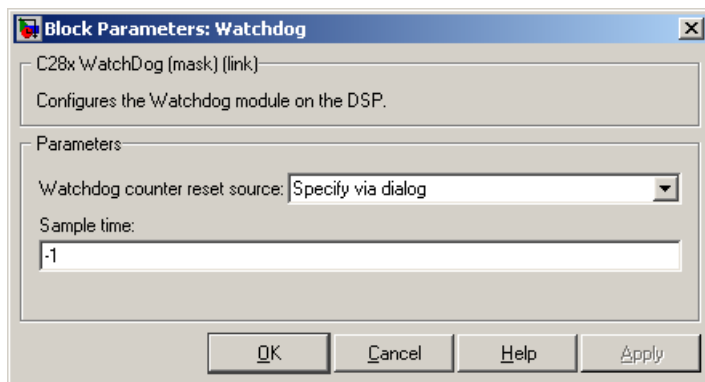 Block Parameters: Watchdog
C28x WatchDog (mask) (link)
Configures the Watchdog module on the DSP.
Parameters
Watchdog counter reset source: Specify via dialog
Sample time:
-1
OK Cancel Help Apply